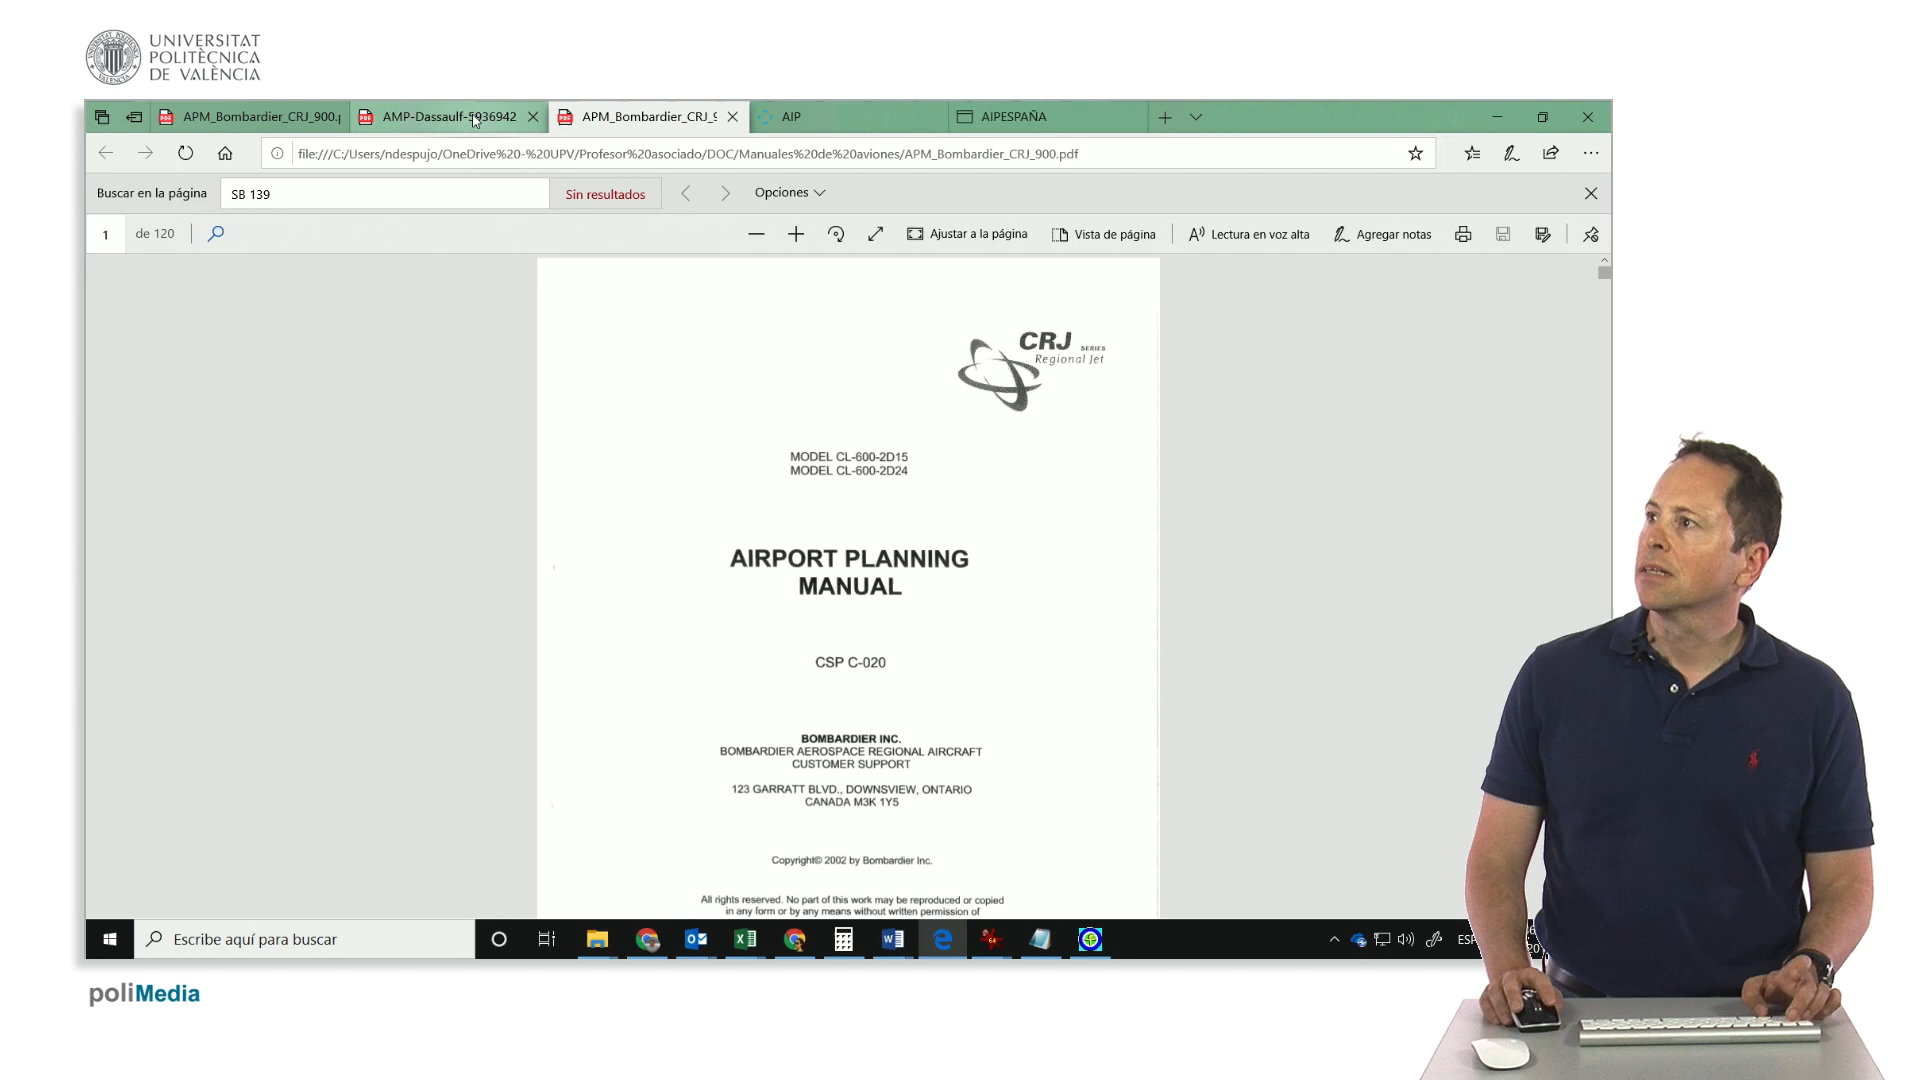 UNIVERSITAT
POLITÈCNICA
DE VALÈNCIA
APM_Bombardier_CRJ_900.p
AMP-Dassaulf-5936942
APM_Bombardier_CRJ_9
AIP
AIPESPAÑA
file:///C:/Users/ndespujo/OneDrive%20-%20UPV/Profesor%20asociado/DOC/Manuales%20de%20aviones/APM_Bombardier_CRJ_900.pdf
Buscar en la página
SB 139
Sin resultados
Opciones
1
de 120
Ajustar a la página
Vista de página
Lectura en voz alta
Agregar notas
CRJ SERIES
Regional Jet
MODEL CL-600-2D15
MODEL CL-600-2D24
AIRPORT PLANNING
MANUAL
CSP C-020
BOMBARDIER INC.
BOMBARDIER AEROSPACE REGIONAL AIRCRAFT
CUSTOMER SUPPORT
123 GARRATT BLVD., DOWNSVIEW, ONTARIO
CANADA M3K 1Y5
Copyright© 2002 by Bombardier Inc.
All rights reserved. No part of this work may be reproduced or copied
in any form or by any means without written permission of
Escribe aquí para buscar
ESP
poliMedia